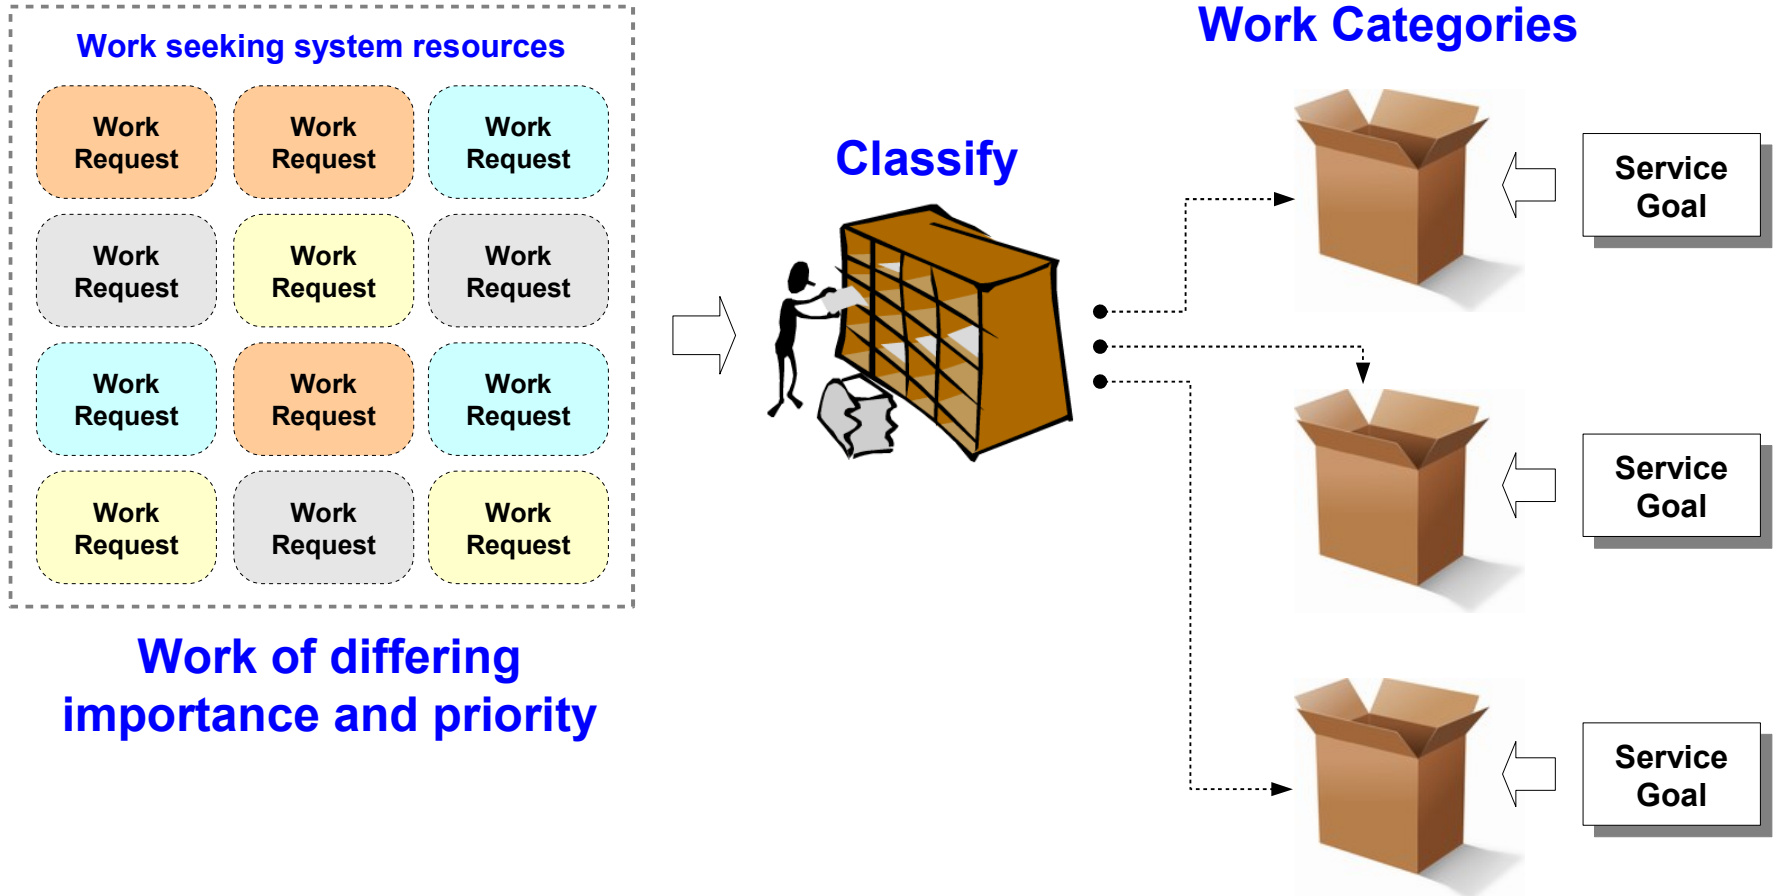 Work seeking system resources
Work
Request
Work
Request
Work
Request
Work
Request
Work
Request
Work
Request
Work
Request
Work
Request
Work
Request
Work
Request
Work
Request
Work
Request
Work of differing
importance and priority
Classify
Work Categories
Service
Goal
Service
Goal
Service
Goal